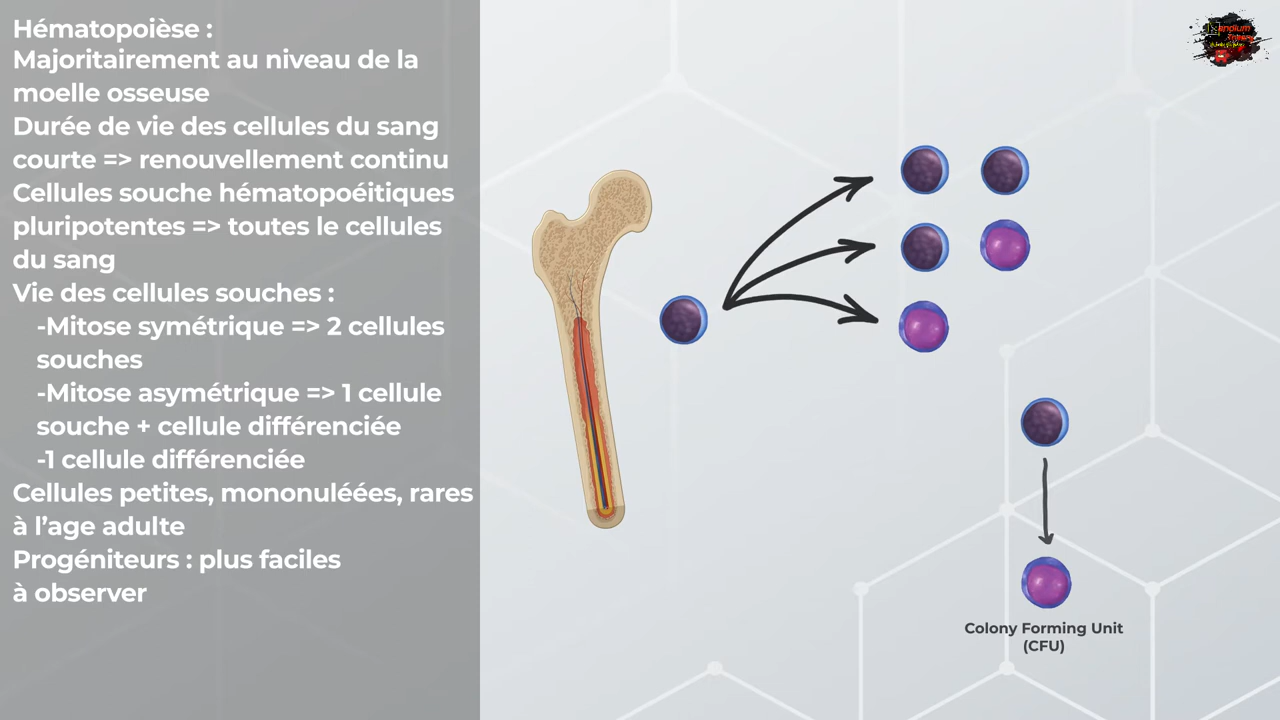 Hématopoièse :
Majoritairement au niveau de la
moelle osseuse
Durée de vie des cellules du sang
courte => renouvellement continu
Cellules souche hématopoéitiques
pluripotentes => toutes le cellules
du sang
Vie des cellules souches :
-Mitose symétrique => 2 cellules
souches
-Mitose asymétrique => 1 cellule
souche + cellule différenciée
-1 cellule différenciée
Cellules petites, mononuléées, rares
à l'age adulte
Progéniteurs : plus faciles
à observer
Colony Forming Unit
(CFU)